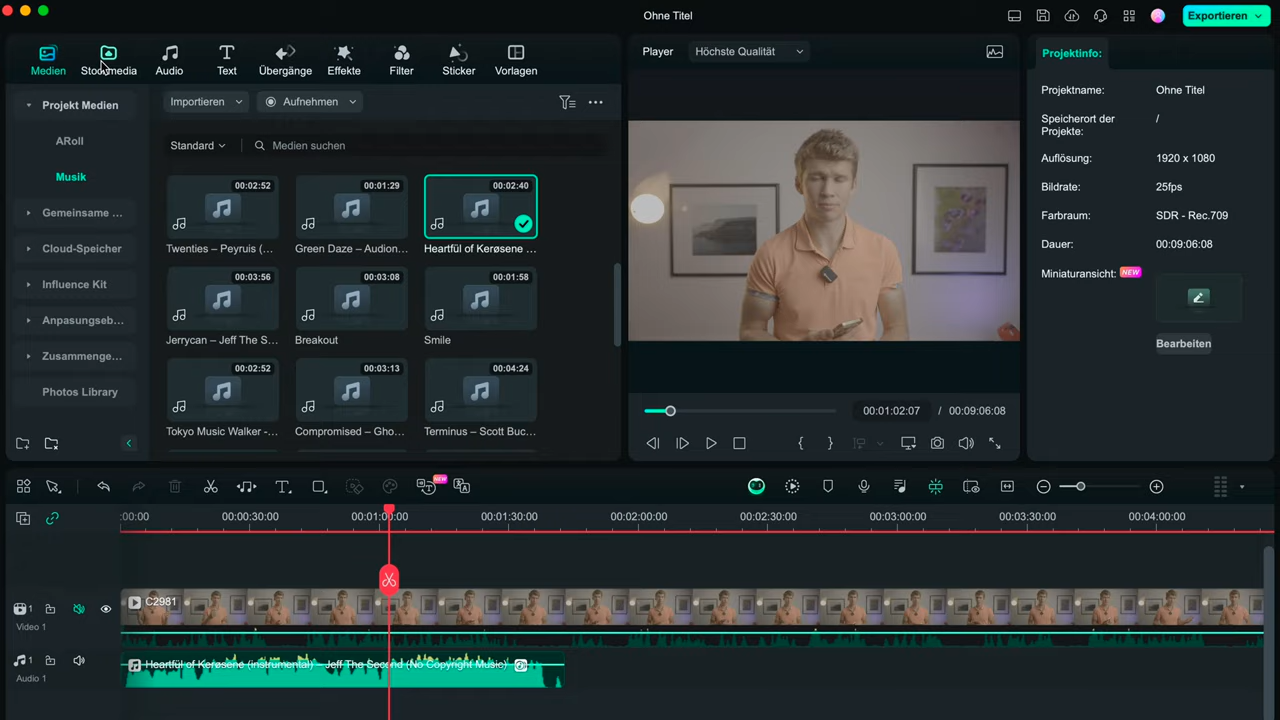 Ohne Titel
Exportieren
Medien
Stockmedia
Audio
Text
Übergänge
Effekte
Filter
Sticker
Vorlagen
Projekt Medien
ARoll
Musik
Gemeinsame ...
Cloud-Speicher
Influence Kit
Anpasungseb...
Zusammenge...
Photos Library
Importieren
Aufnehmen
Standard
Medien suchen
00:02:52
00:01:29
00:02:40
Twenties – Peyruis (...
Green Daze – Audion...
Heartfül of Kerøsene ...
00:03:56
00:03:08
00:01:58
Jerrycan – Jeff The S...
Breakout
Smile
00:02:52
00:03:13
00:04:24
Tokyo Music Walker -...
Compromised – Gho...
Terminus – Scott Buc...
Player
Höchste Qualität
00:01:02:07 / 00:09:06:08
Projektinfo:
Projektname: Ohne Titel
Speicherort der Projekte: /
Auflösung: 1920 x 1080
Bildrate: 25fps
Farbraum: SDR - Rec.709
Dauer: 00:09:06:08
Miniaturansicht: NEW
Bearbeiten
NEW
:00:00 00:00:30:00 00:01:00:00 00:01:30:00 00:02:00:00 00:02:30:00 00:03:00:00 00:03:30:00 00:04:00:00
1
C2981
Video 1
1
Heartfül of Kerøsene (instrumental) – Jeff The Second (No Copyright Music)
Audio 1